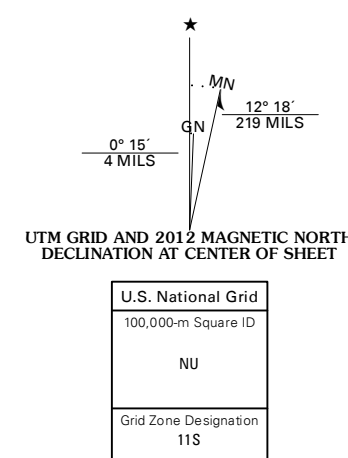 ★
MN
GN
12° 18´
219 MILS
0° 15´
4 MILS
UTM GRID AND 2012 MAGNETIC NORTH
DECLINATION AT CENTER OF SHEET
U.S. National Grid
100,000-m Square ID
NU
Grid Zone Designation
11S